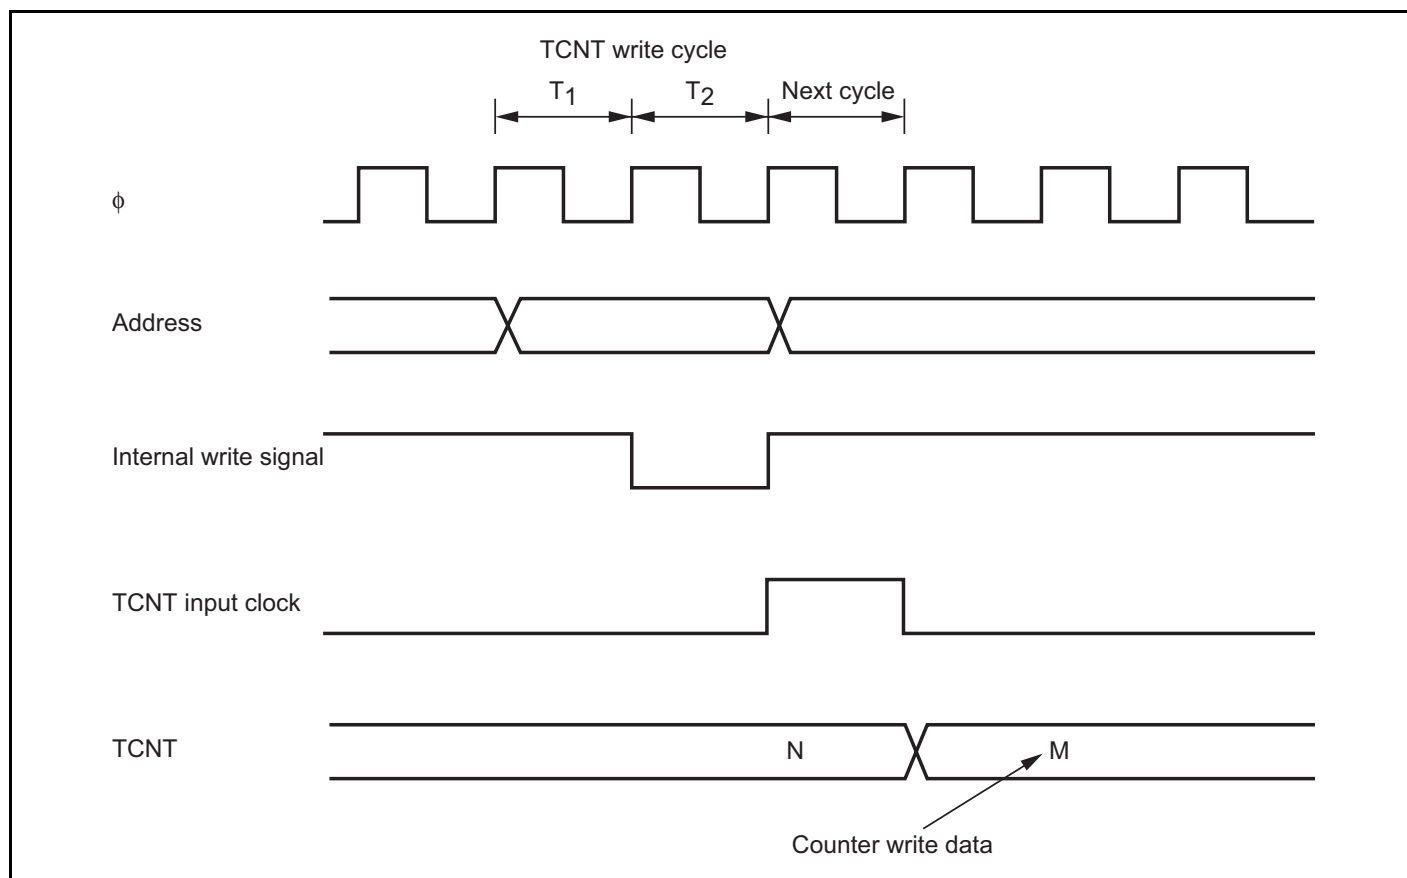 TCNT write cycle
T1 T2 Next cycle
ϕ
Address
Internal write signal
TCNT input clock
TCNT N M
Counter write data